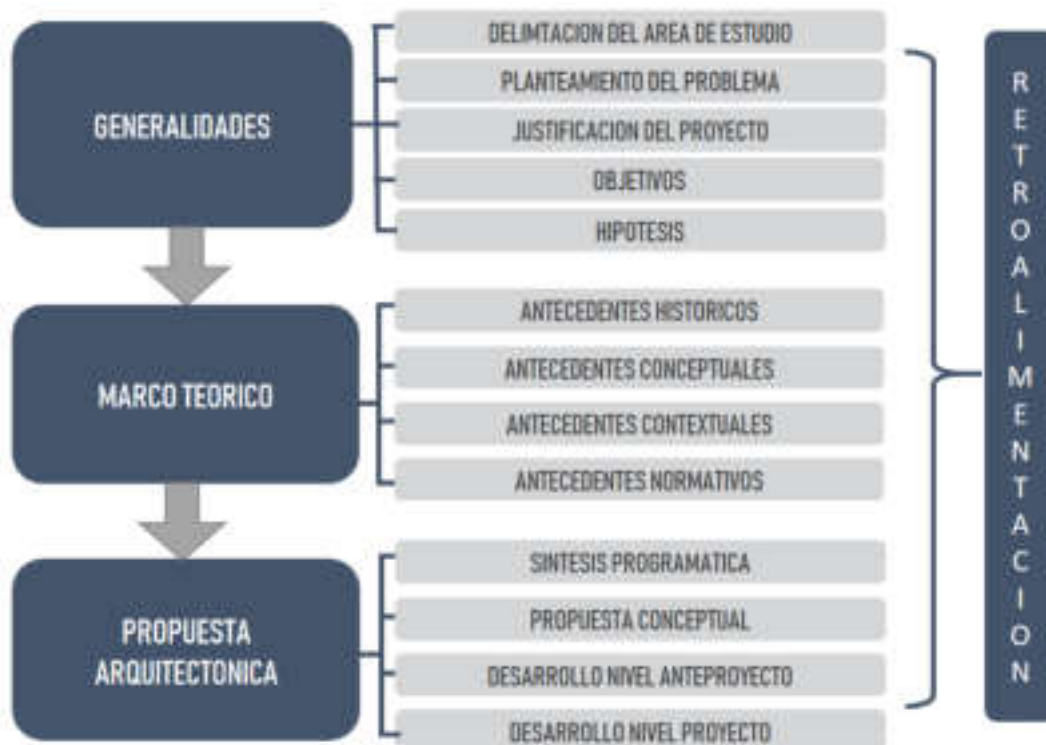 GENERALIDADES
DELIMTACION DEL AREA DE ESTUDIO
PLANTEAMIENTO DEL PROBLEMA
JUSTIFICACION DEL PROYECTO
OBJETIVOS
HIPOTESIS
MARCO TEORICO
ANTECEDENTES HISTORICOS
ANTECEDENTES CONCEPTUALES
ANTECEDENTES CONTEXTUALES
ANTECEDENTES NORMATIVOS
PROPUESTA
ARQUITECTONICA
SINTESIS PROGRAMATICA
PROPUESTA CONCEPTUAL
DESARROLLO NIVEL ANTEPROYECTO
DESARROLLO NIVEL PROYECTO
RETROALIMENTACION